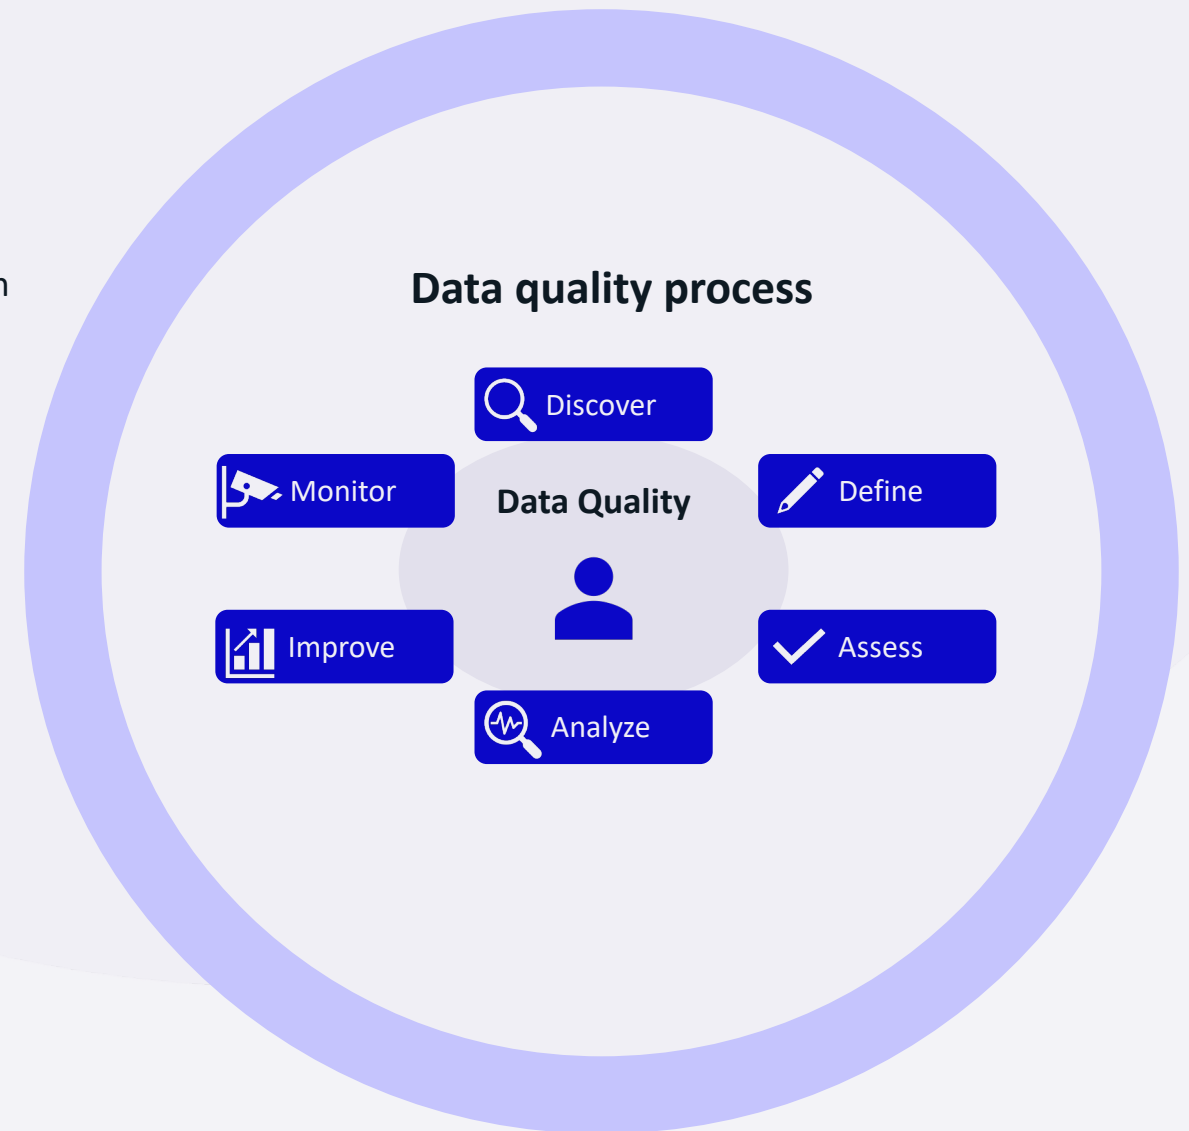 n
Data quality process
Discover
Monitor
Data Quality
Define
Improve
Assess
Analyze